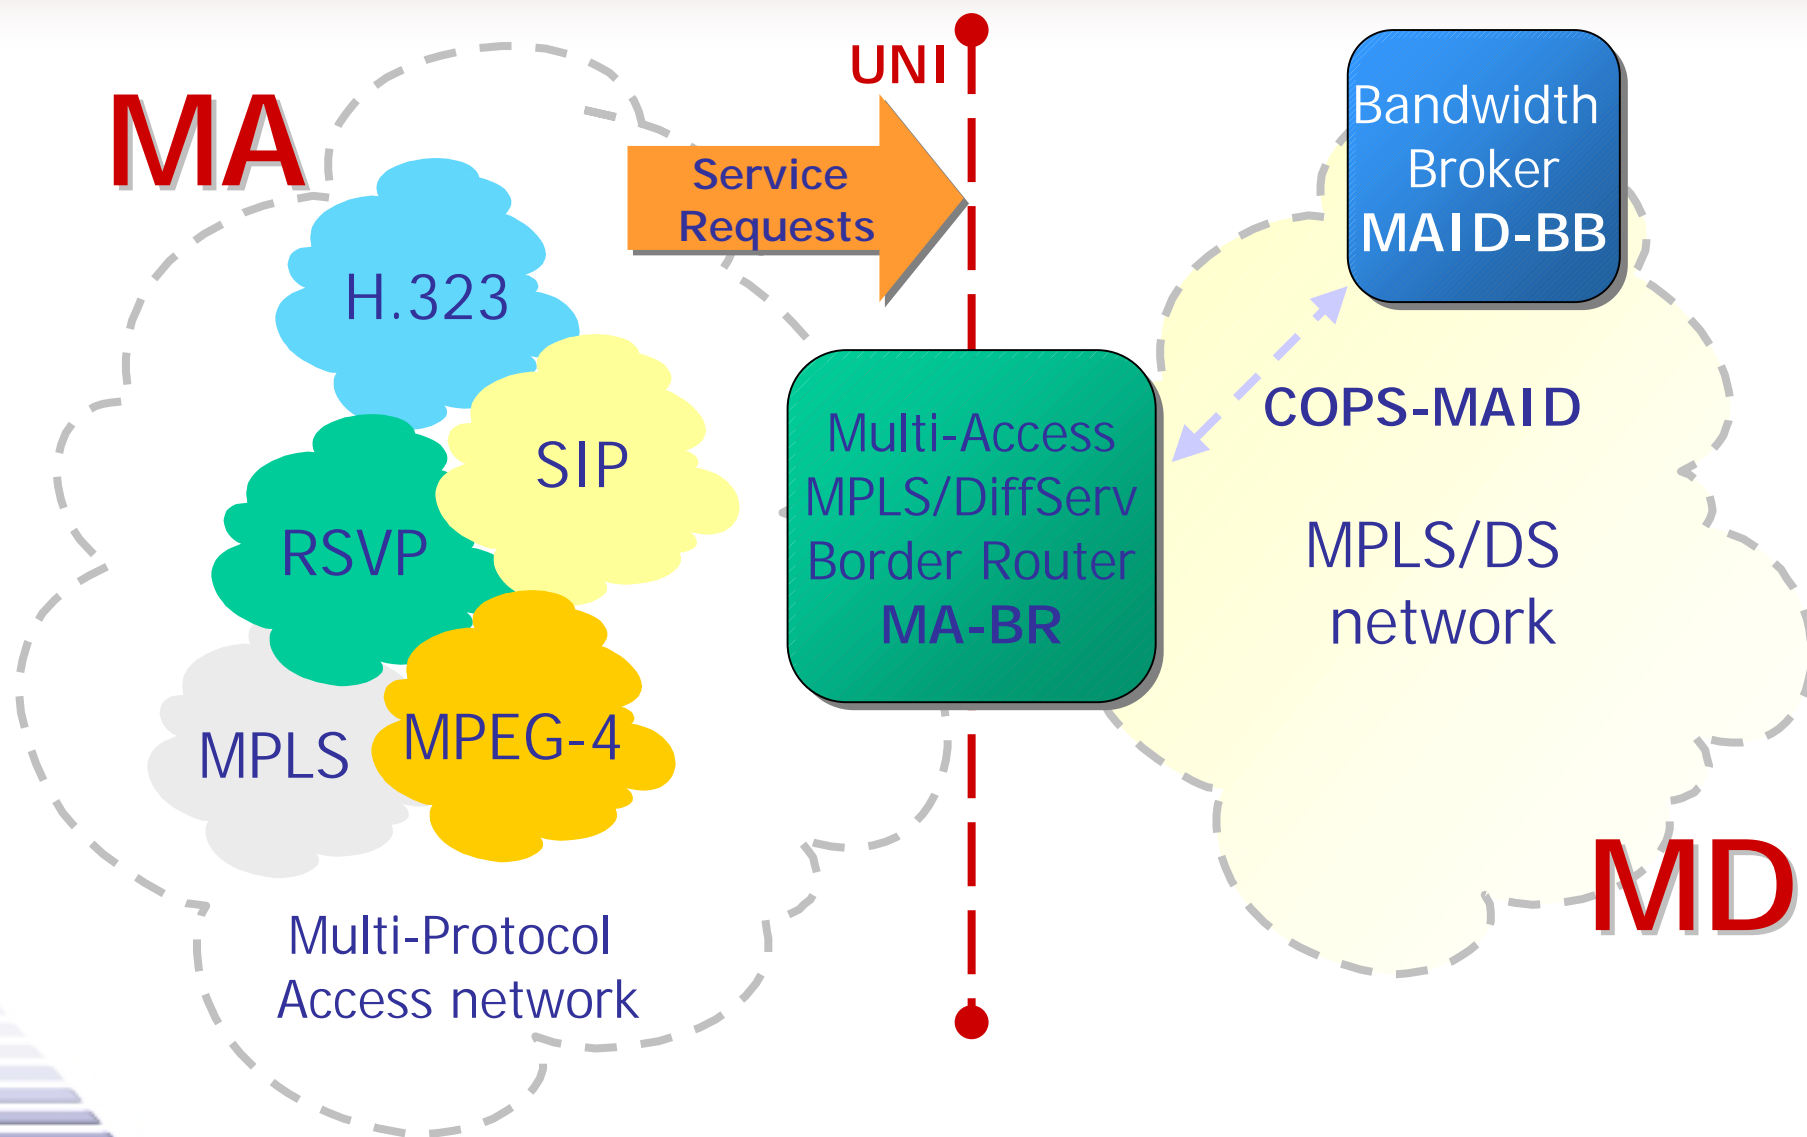 MA
UNI
Service
Requests
Bandwidth
Broker
MAID-BB
H.323
SIP
RSVP
MPLS
MPEG-4
Multi-Protocol
Access network
Multi-Access
MPLS/DiffServ
Border Router
MA-BR
COPS-MAID
MPLS/DS
network
MD